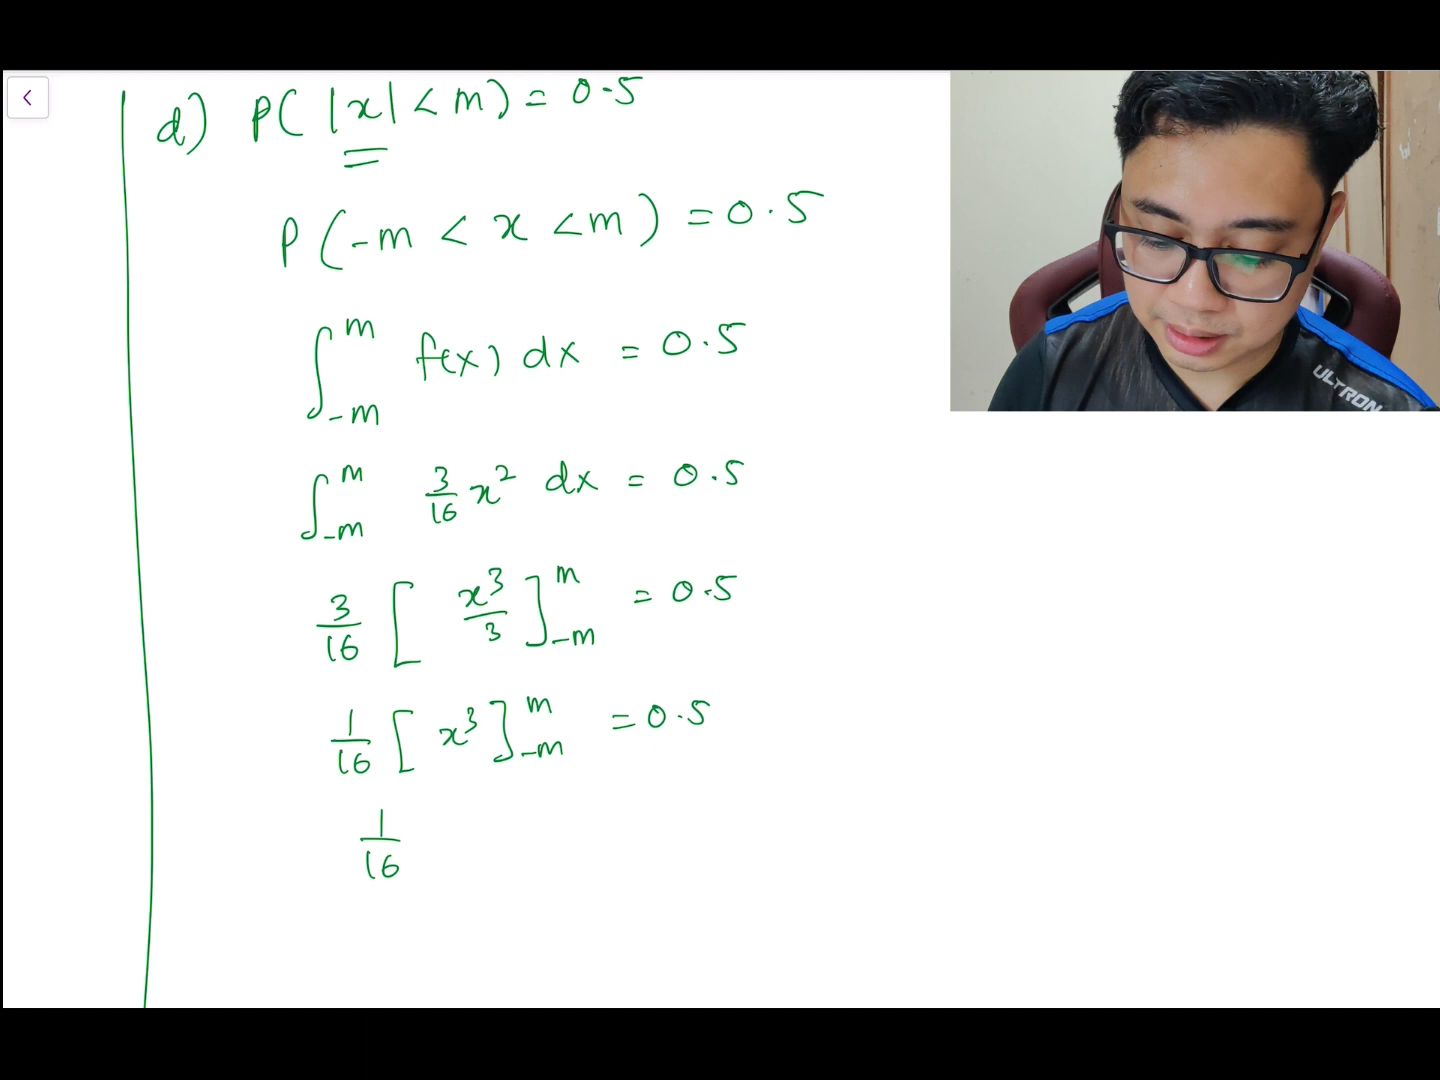 d) P( |x| < m) = 0.5
P ( -m < x < m ) = 0.5
∫_{-m}^{m} f(x) dx = 0.5
∫_{-m}^{m} 3/16 x² dx = 0.5
3/16 [ x³/3 ]_{-m}^{m} = 0.5
1/16 [ x³ ]_{-m}^{m} = 0.5
1/16
ULTRON